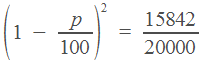 (1 - p/100)² = 15842/20000